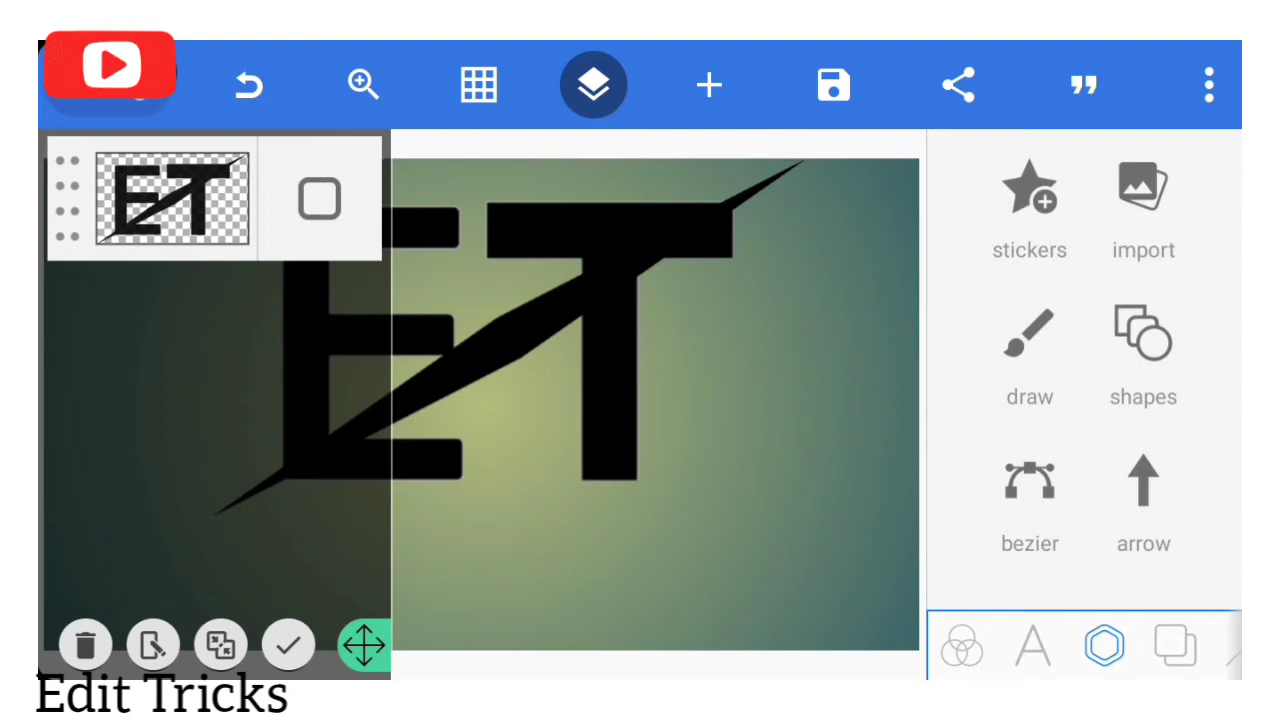 ET
ET
stickers import
draw shapes
bezier arrow
A
Edit Tricks